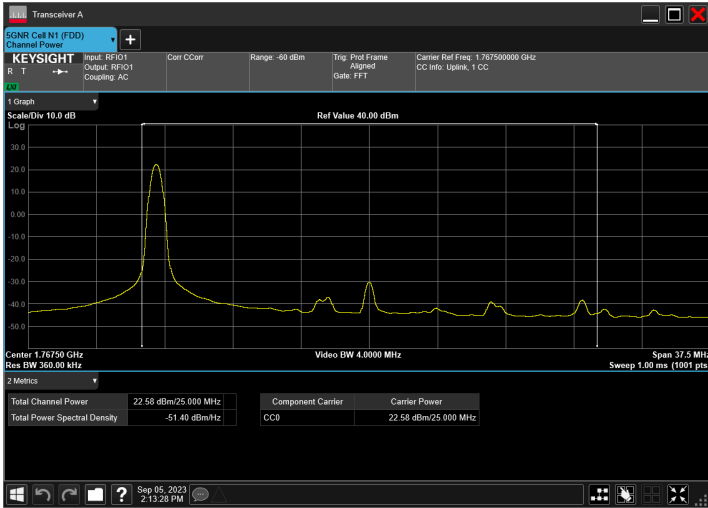 Transceiver A
5GNR Cell N1 (FDD)
Channel Power
KEYSIGHT
R T
Input: RFIO1
Output: RFIO1
Coupling: AC
Corr CCorr
Range: -60 dBm
Trig: Prot Frame
Aligned
Gate: FFT
Carrier Ref Freq: 1.767500000 GHz
CC Info: Uplink, 1 CC
1 Graph
Scale/Div 10.0 dB
Ref Value 40.00 dBm
Log
30.0
20.0
10.0
0.00
-10.0
-20.0
-30.0
-40.0
-50.0
Center 1.76750 GHz
Video BW 4.0000 MHz
Span 37.5 MHz
Res BW 360.00 kHz
Sweep 1.00 ms (1001 pts
2 Metrics
Total Channel Power 22.58 dBm/25.000 MHz
Total Power Spectral Density -51.40 dBm/Hz
Component Carrier Carrier Power
CC0 22.58 dBm/25.000 MHz
?
Sep 05, 2023
2:13:28 PM